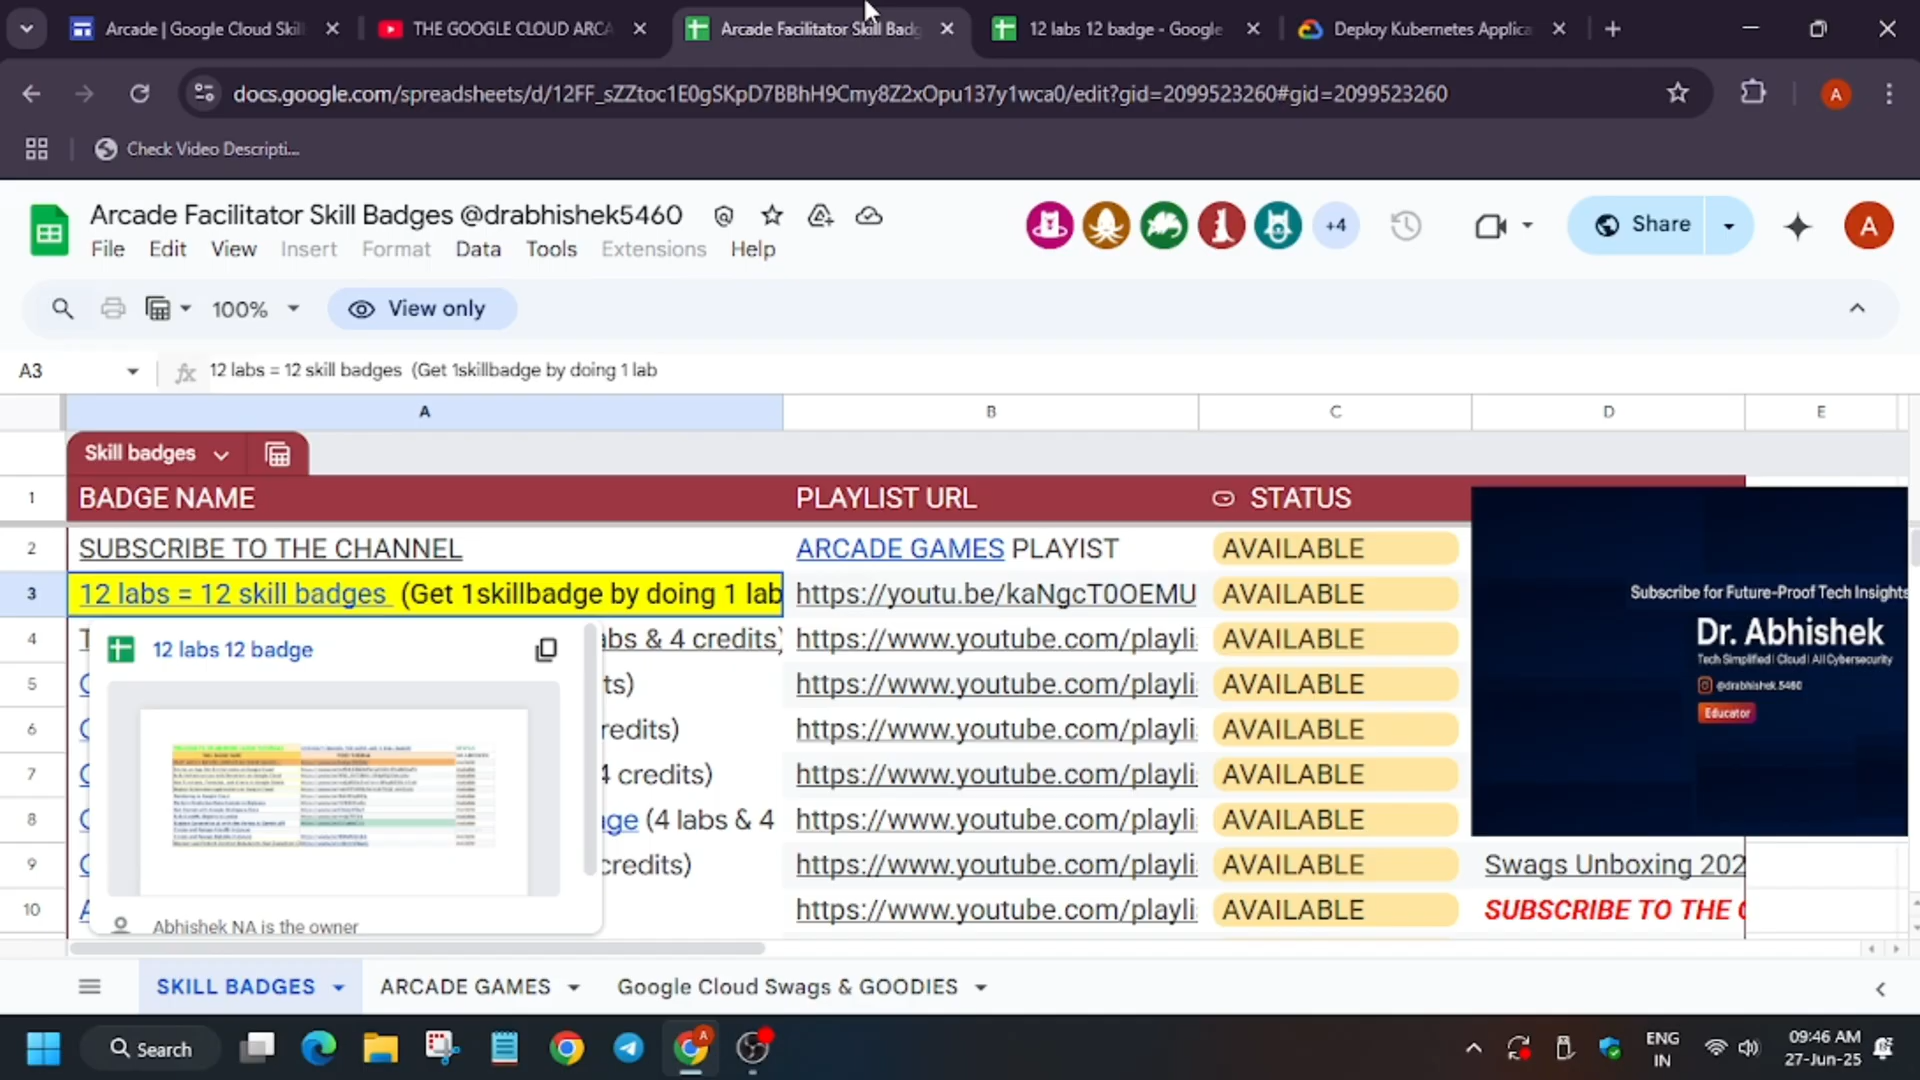 Arcade | Google Cloud Skil
THE GOOGLE CLOUD ARCA
Arcade Facilitator Skill Badg
12 labs 12 badge - Google
Deploy Kubernetes Applica
docs.google.com/spreadsheets/d/12FF_sZZtoc1E0gSKpD7BBhH9Cmy8Z2xOpu137y1wca0/edit?gid=2099523260#gid=2099523260
A
Check Video Descripti...
Arcade Facilitator Skill Badges @drabhishek5460
+4
Share
A
File Edit View Insert Format Data Tools Extensions Help
100%
View only
A3
fx 12 labs = 12 skill badges (Get 1skillbadge by doing 1 lab
A B C D E
Skill badges
1 BADGE NAME PLAYLIST URL STATUS
2 SUBSCRIBE TO THE CHANNEL ARCADE GAMES PLAYIST AVAILABLE
3 12 labs = 12 skill badges (Get 1skillbadge by doing 1 lab https://youtu.be/kaNgcT0OEMU AVAILABLE
4 abs & 4 credits) https://www.youtube.com/playli AVAILABLE
5 ts) https://www.youtube.com/playli AVAILABLE
6 redits) https://www.youtube.com/playli AVAILABLE
7 4 credits) https://www.youtube.com/playli AVAILABLE
8 age (4 labs & 4 https://www.youtube.com/playli AVAILABLE
9 credits) https://www.youtube.com/playli AVAILABLE Swags Unboxing 202
10 https://www.youtube.com/playli AVAILABLE SUBSCRIBE TO THE C
12 labs 12 badge
Abhishek NA is the owner
Subscribe for Future-Proof Tech Insights
Dr. Abhishek
Tech Simplified | Cloud | AI| Cybersecurity
@drabhishek.5460
Educator
SKILL BADGES ARCADE GAMES Google Cloud Swags & GOODIES
Search
A
ENG
IN
09:46 AM
27-Jun-25